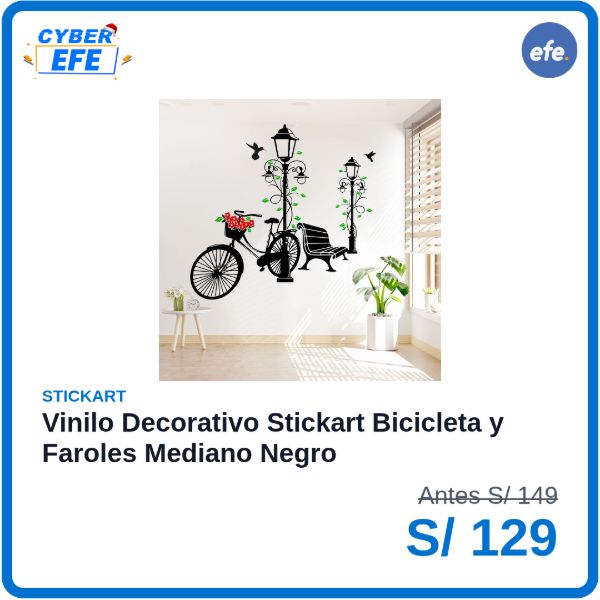 CYBER
EFE
efe.
STICKART
Vinilo Decorativo Stickart Bicicleta y
Faroles Mediano Negro
Antes S/ 149
S/ 129